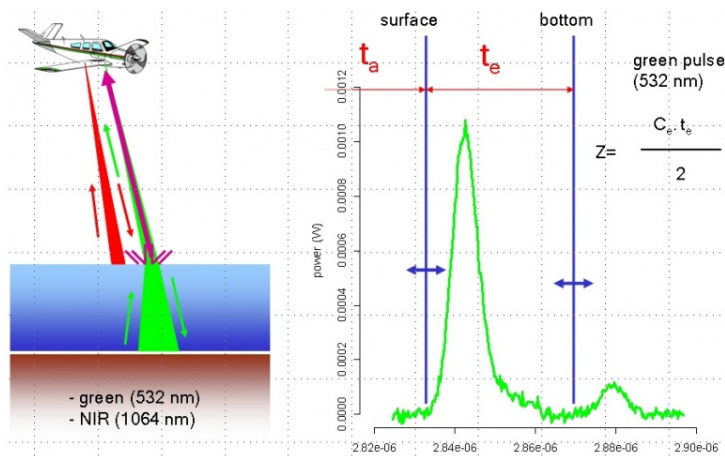 - green (532 nm)
- NIR (1064 nm)
surface
bottom
ta
te
green pulse
(532 nm)
Z= Ce. te
2
power (W)
0.0012
0.0010
0.0008
0.0006
0.0004
0.0002
0.0000
2.82e-06 2.84e-06 2.86e-06 2.88e-06 2.90e-06